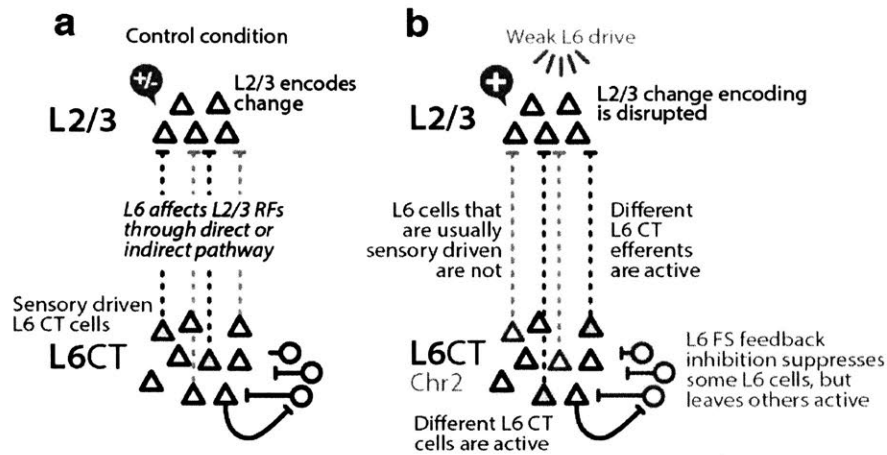 a
Control condition
+/-
L2/3 encodes
change
L2/3
L6 affects L2/3 RFs
through direct or
indirect pathway
Sensory driven
L6 CT cells
L6CT
b
Weak L6 drive
+
L2/3 change encoding
is disrupted
L2/3
L6 cells that
are usually
sensory driven
are not
Different
L6 CT
efferents
are active
L6CT
Chr2
L6 FS feedback
inhibition suppresses
some L6 cells, but
leaves others active
Different L6 CT
cells are active